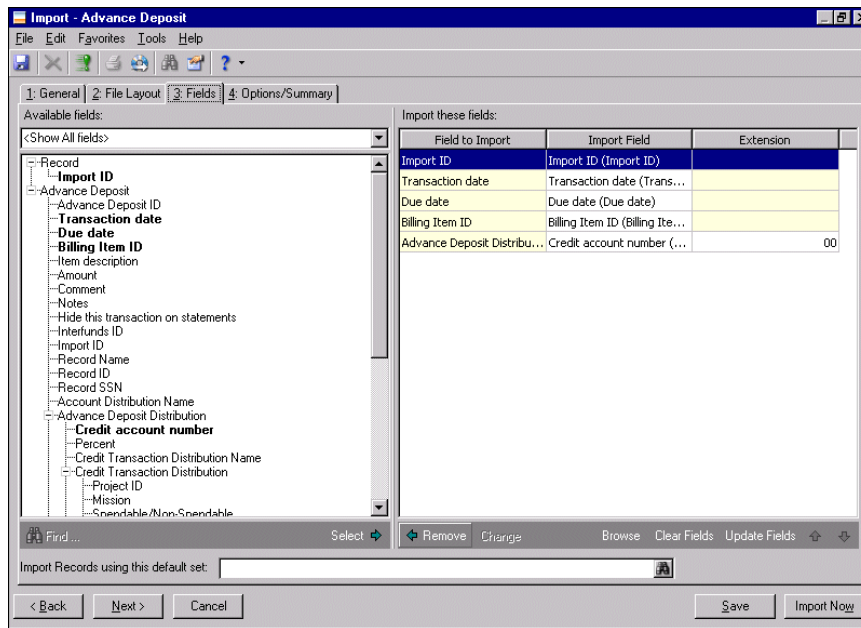 Import - Advance Deposit
File Edit Favorites Tools Help
1: General 2: File Layout 3: Fields 4: Options/Summary
Available fields:
<Show All fields>
Record
Import ID
Advance Deposit
Advance Deposit ID
Transaction date
Due date
Billing Item ID
Item description
Amount
Comment
Notes
Hide this transaction on statements
Interfunds ID
Import ID
Record Name
Record ID
Record SSN
Account Distribution Name
Advance Deposit Distribution
Credit account number
Percent
Credit Transaction Distribution Name
Credit Transaction Distribution
Project ID
Mission
Spendable/Non-Spendable
Find ... Select
Import these fields:
Field to Import Import Field Extension
Import ID Import ID (Import ID)
Transaction date Transaction date (Trans...
Due date Due date (Due date)
Billing Item ID Billing Item ID (Billing Ite...
Advance Deposit Distribu... Credit account number (... 00
Remove Change Browse Clear Fields Update Fields
Import Records using this default set:
< Back Next > Cancel Save Import Now